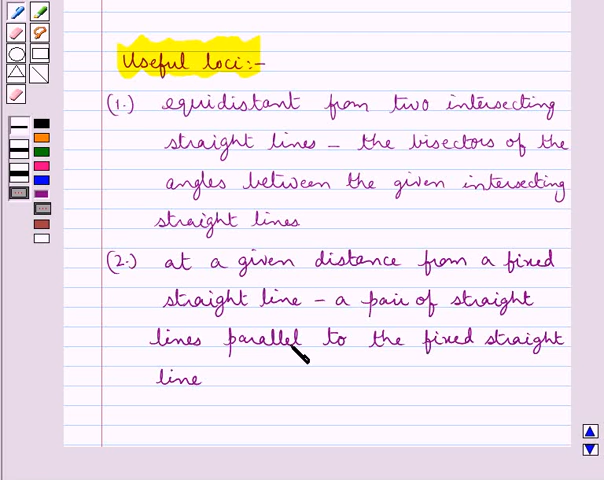 Useful loci:-
(1.) equidistant from two intersecting
straight lines - the bisectors of the
angles between the given intersecting
straight lines
(2.) at a given distance from a fixed
straight line - a pair of straight
lines parallel to the fixed straight
line